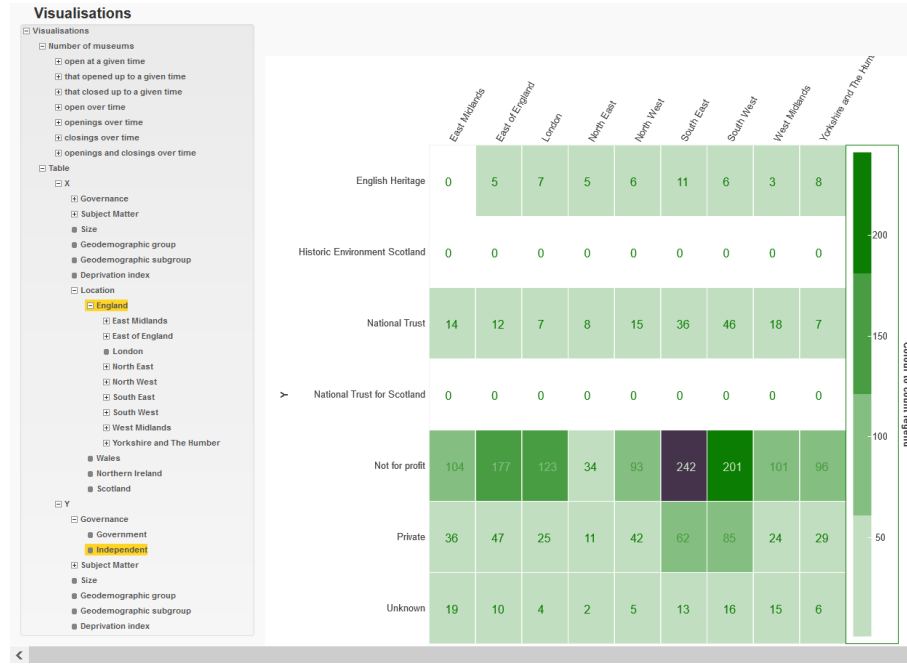 Visualisations
Visualisations
Number of museums
open at a given time
that opened up to a given time
that closed up to a given time
open over time
openings over time
closings over time
openings and closings over time
Table
X
Governance
Subject Matter
Size
Geodemographic group
Geodemographic subgroup
Deprivation index
Location
England
East Midlands
East of England
London
North East
North West
South East
South West
West Midlands
Yorkshire and The Humber
Wales
Northern Ireland
Scotland
Y
Governance
Government
Independent
Subject Matter
Size
Geodemographic group
Geodemographic subgroup
Deprivation index
East Midlands East of England London North East North West South East South West West Midlands Yorkshire and The Hum
English Heritage 0 5 7 5 6 11 6 3 8
Historic Environment Scotland 0 0 0 0 0 0 0 0 0
National Trust 14 12 7 8 15 36 46 18 7
Y
National Trust for Scotland 0 0 0 0 0 0 0 0 0
Not for profit 104 177 123 34 93 242 201 101 96
Private 36 47 25 11 42 62 85 24 29
Unknown 19 10 4 2 5 13 16 15 6
200
150
100
50
Colour to count legend